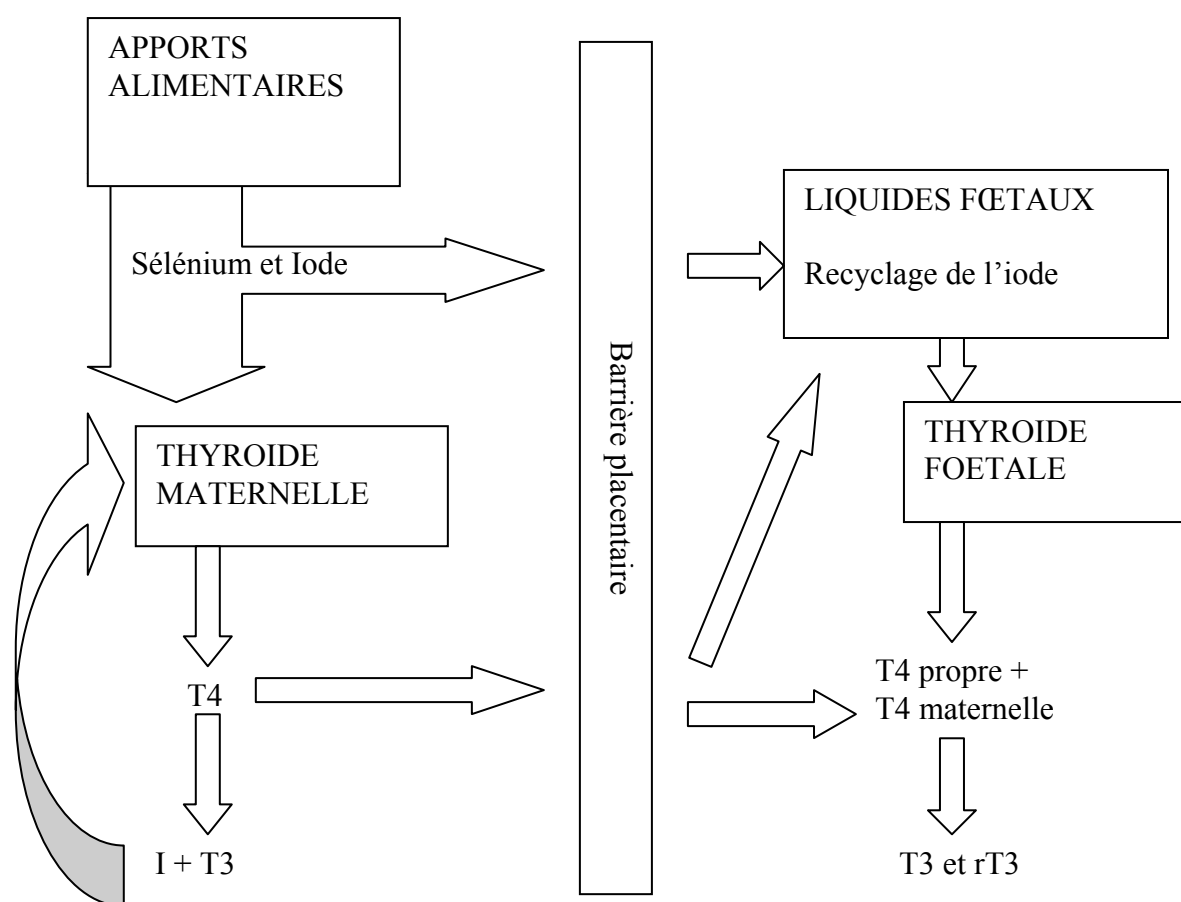 APPORTS
ALIMENTAIRES
Sélénium et Iode
THYROIDE
MATERNELLE
T4
I + T3
Barrière placentaire
LIQUIDES FŒTAUX
Recyclage de l’iode
THYROIDE
FOETALE
T4 propre +
T4 maternelle
T3 et rT3